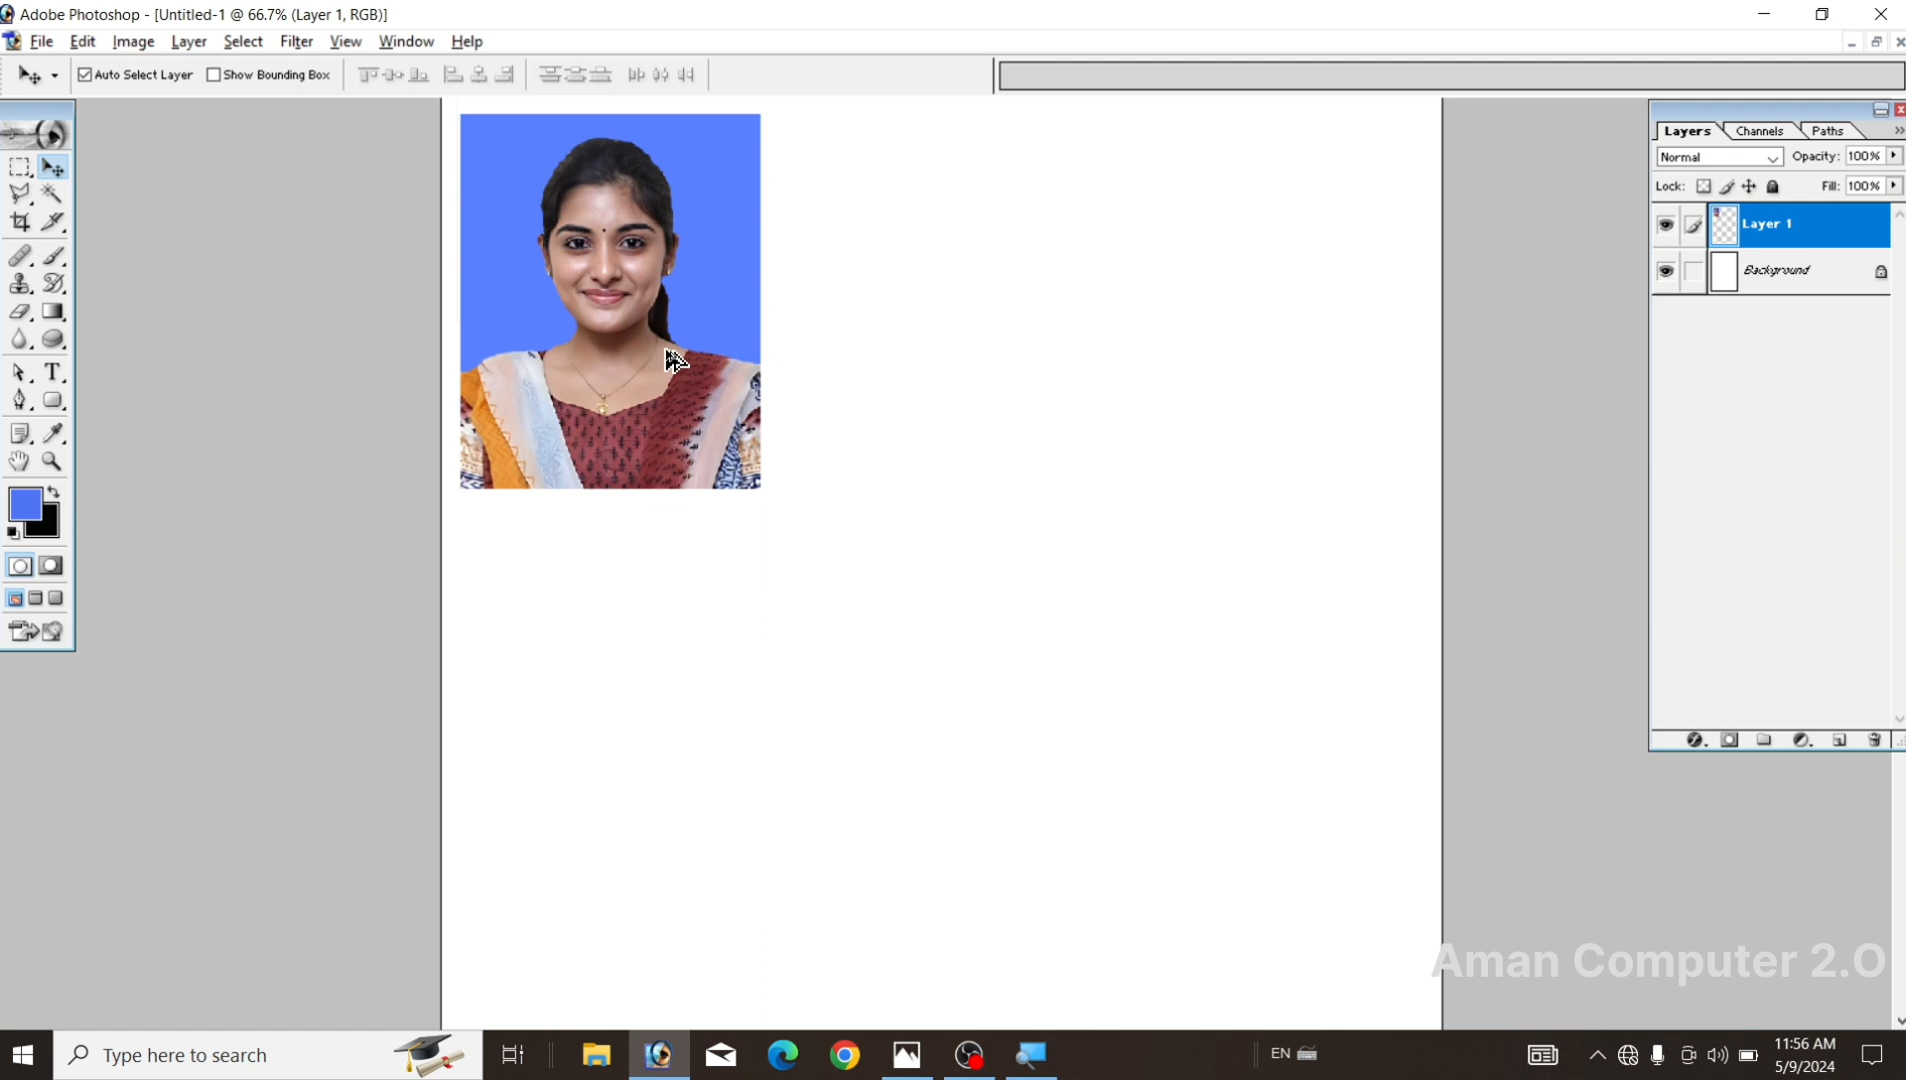 Adobe Photoshop - [Untitled-1 @ 66.7% (Layer 1, RGB)]
File Edit Image Layer Select Filter View Window Help
Auto Select Layer Show Bounding Box
Layers Channels Paths
Normal Opacity: 100%
Lock: Fill: 100%
Layer 1
Background
Aman Computer 2.O
Type here to search
EN
11:56 AM
5/9/2024